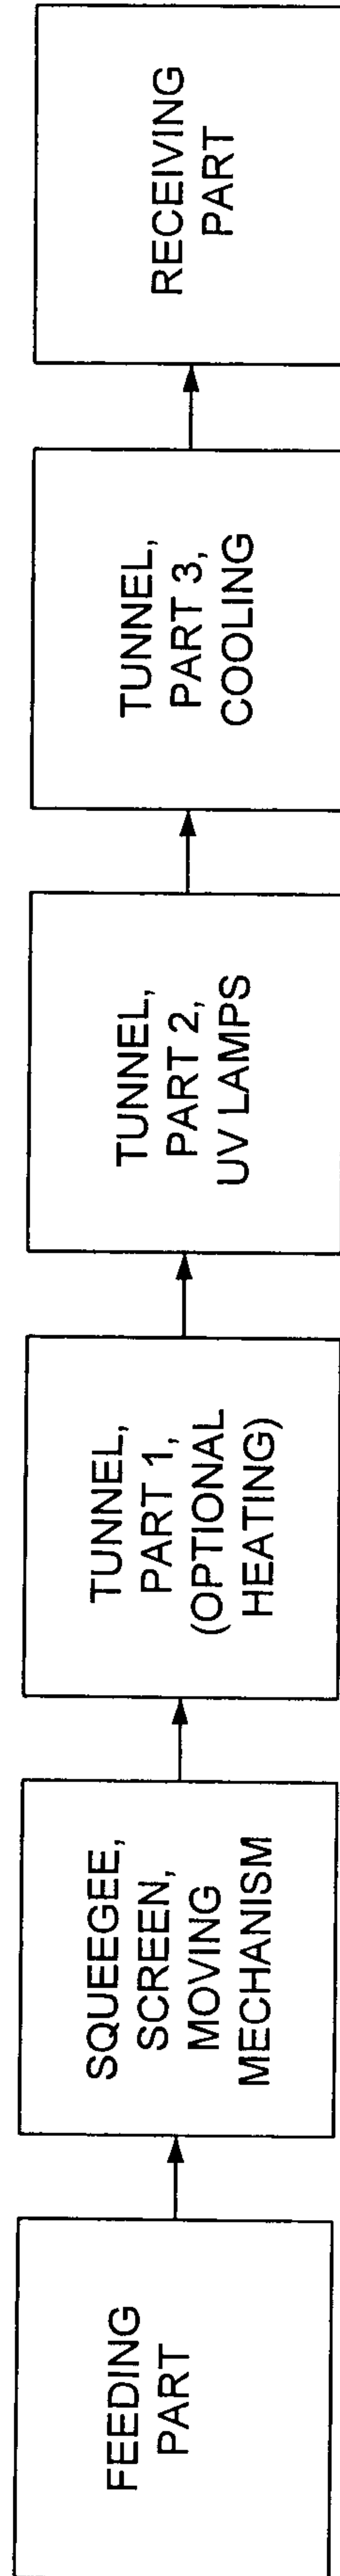 FEEDING
PART
SQUEEGEE,
SCREEN,
MOVING
MECHANISM
TUNNEL,
PART 1,
(OPTIONAL
HEATING)
TUNNEL,
PART 2,
UV LAMPS
TUNNEL,
PART 3,
COOLING
RECEIVING
PART